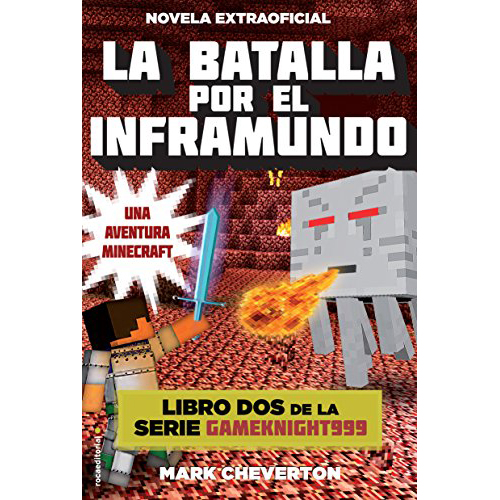 NOVELA EXTRAOFICIAL
LA BATALLA
POR EL
INFRAMUNDO
UNA
AVENTURA
MINECRAFT
LIBRO DOS DE LA
SERIE GAMEKNIGHT999
MARK CHEVERTON
rocaeditorial